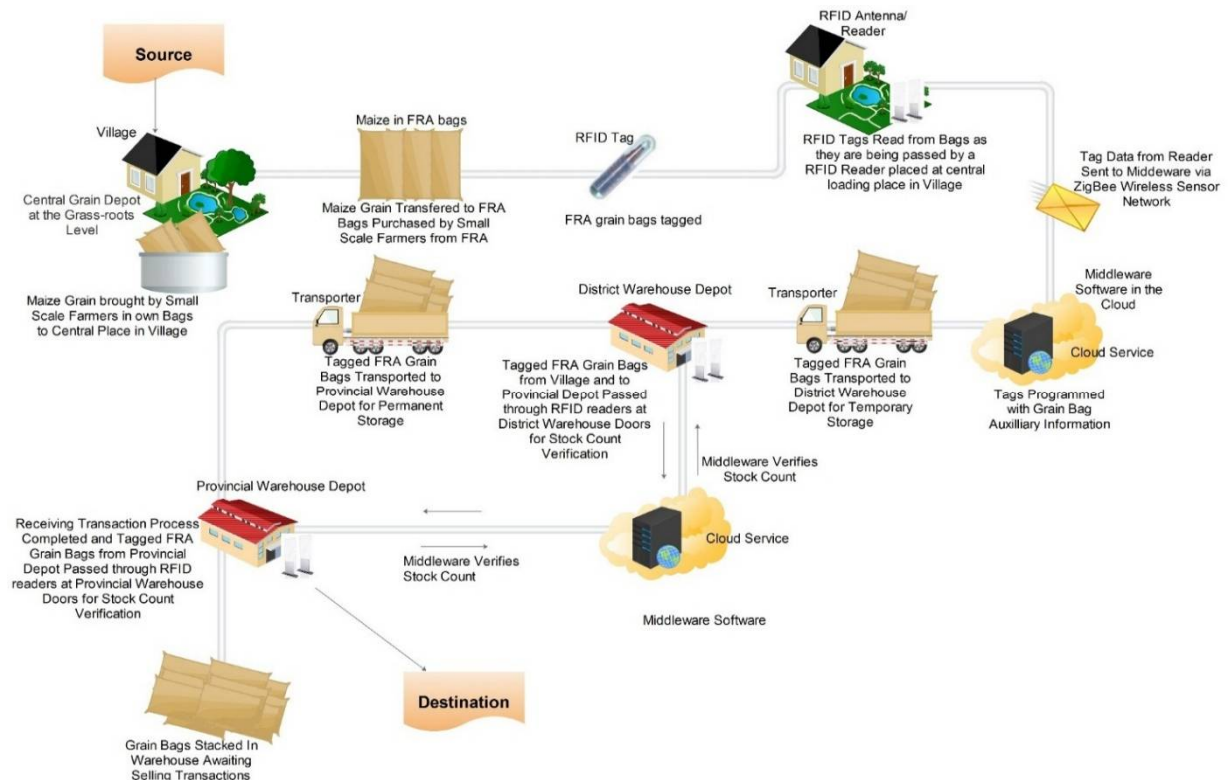 Source
Village
Central Grain Depot
at the Grass-roots
Level
Maize Grain brought by Small
Scale Farmers in own Bags
to Central Place in Village
Maize in FRA bags
Maize Grain Transfered to FRA
Bags Purchased by Small
Scale Farmers from FRA
RFID Tag
FRA grain bags tagged
RFID Antenna/
Reader
RFID Tags Read from Bags as
they are being passed by a
RFID Reader placed at central
loading place in Village
Tag Data from Reader
Sent to Middeware via
ZigBee Wireless Sensor
Network
Middleware
Software in the
Cloud
Cloud Service
Tags Programmed
with Grain Bag
Auxilliary Information
Transporter
Tagged FRA Grain
Bags Transported to
District Warehouse
Depot for Temporary
Storage
District Warehouse Depot
Tagged FRA Grain Bags
from Village and to
Provincial Depot Passed
through RFID readers at
District Warehouse Doors
for Stock Count
Verification
Transporter
Tagged FRA Grain
Bags Transported to
Provincial Warehouse
Depot for Permanent
Storage
Middleware Verifies
Stock Count
Cloud Service
Middleware Software
Middleware Verifies
Stock Count
Provincial Warehouse Depot
Receiving Transaction Process
Completed and Tagged FRA
Grain Bags from Provincial
Depot Passed through RFID
readers at Provincial Warehouse
Doors for Stock Count
Verification
Destination
Grain Bags Stacked In
Warehouse Awaiting
Selling Transactions